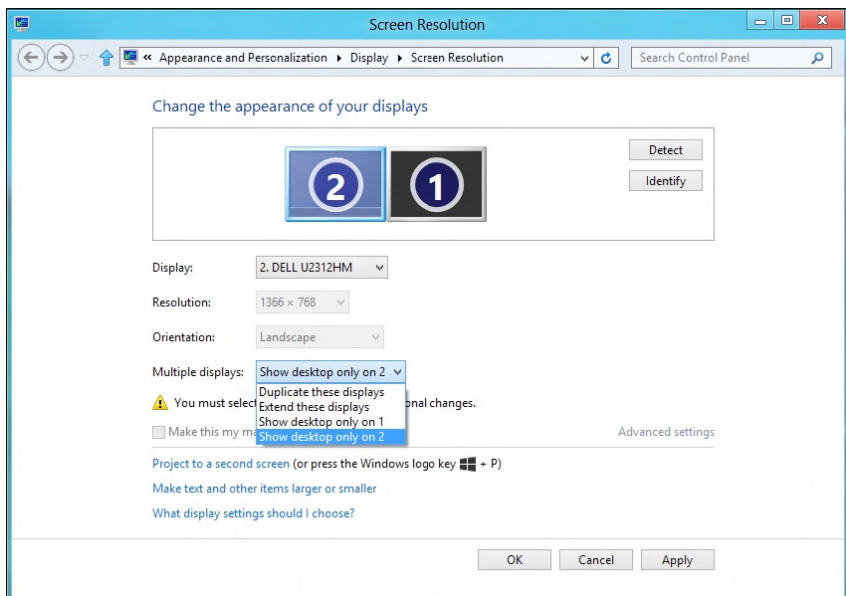 Screen Resolution
« Appearance and Personalization ▸ Display ▸ Screen Resolution
Search Control Panel
Change the appearance of your displays
2
1
Detect
Identify
Display: 2. DELL U2312HM
Resolution: 1366 × 768
Orientation: Landscape
Multiple displays: Show desktop only on 2
Duplicate these displays
You must select onal changes.
Extend these displays
Show desktop only on 1
Make this my ma
Show desktop only on 2
Advanced settings
Project to a second screen (or press the Windows logo key + P)
Make text and other items larger or smaller
What display settings should I choose?
OK Cancel Apply